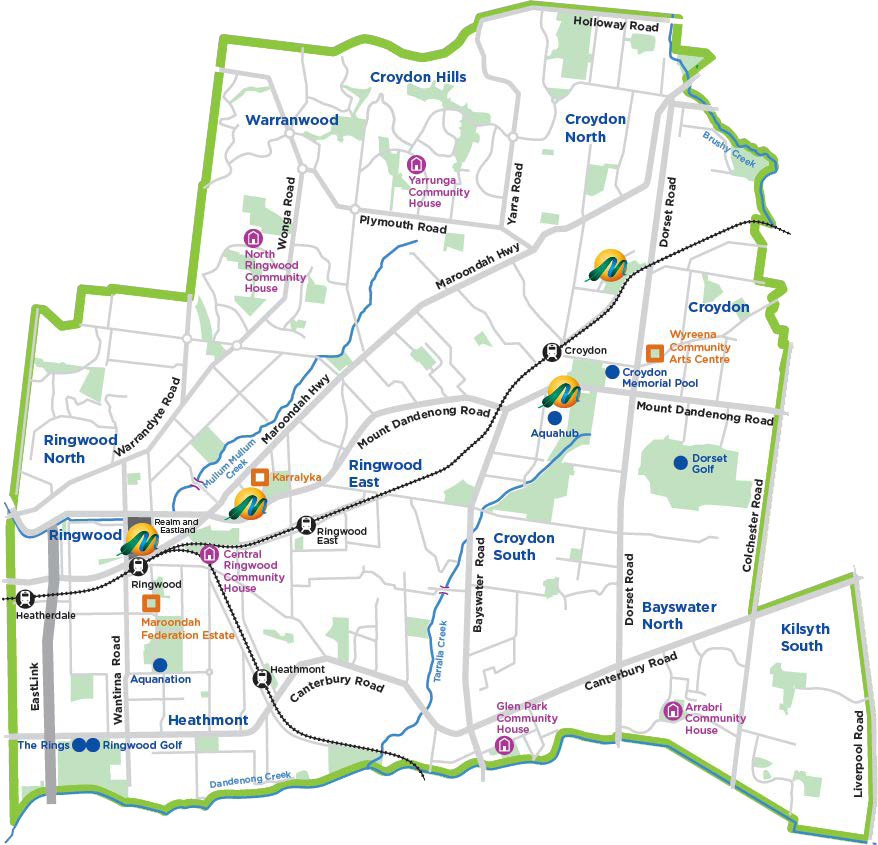 Holloway Road
Croydon Hills
Warranwood
Croydon
North
Brushy Creek
Yarrunga
Community
House
Yarra Road
Dorset Road
Wonga Road
Plymouth Road
North
Ringwood
Community
House
Maroondah Hwy
Croydon
Wyreena
Community
Arts Centre
Croydon
Croydon
Memorial Pool
Warrandyte Road
Maroondah Hwy
Mount Dandenong Road
Mount Dandenong Road
Aquahub
Ringwood
North
Mullum Mullum
Creek
Ringwood
East
Karralyka
Dorset
Golf
Colchester Road
Realm and
Eastland
Ringwood
Ringwood
East
Croydon
South
Central
Ringwood
Community
House
Bayswater Road
Dorset Road
Ringwood
Heatherdale
Maroondah
Federation Estate
Bayswater
North
Kilsyth
South
Tarralla Creek
EastLink
Wantirna Road
Aquanation
Heathmont
Canterbury Road
Canterbury Road
Glen Park
Community
House
Arrabri
Community
House
Heathmont
Liverpool Road
The Rings
Ringwood Golf
Dandenong Creek